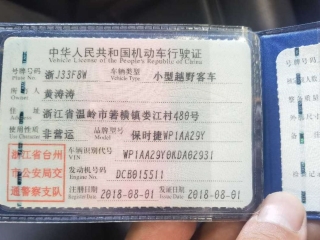 中华人民共和国机动车行驶证
Vehicle License of the People's Republic of China
号牌号码 浙J33F8W 车辆类型 小型越野客车
Plate No. Vehicle Type
所有人 黄涛涛
Owner
住址 浙江省温岭市箬横镇娄江村480号
Address
使用性质 非营运 品牌型号 保时捷WP1AA29Y
Use Character Model
浙江省台州 车辆识别代号 WP1AA29Y0KDA02931
VIN
市公安局交 发动机号码 DCB015511
Engine No.
通警察支队 注册日期 2018-08-01 发证日期 2018-08-01
Register Date Issue Date